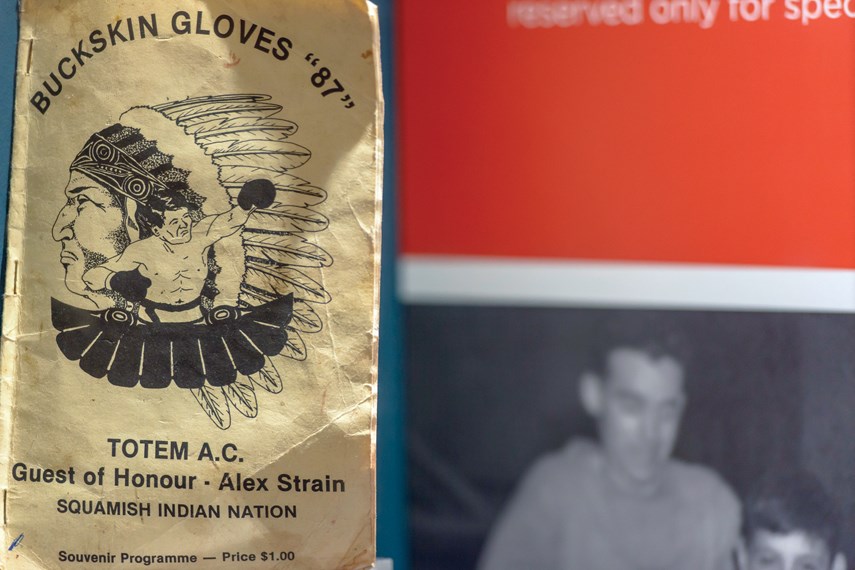 BUCKSKIN GLOVES "87"
TOTEM A.C.
Guest of Honour - Alex Strain
SQUAMISH INDIAN NATION
Souvenir Programme — Price $1.00
reserved only for spec